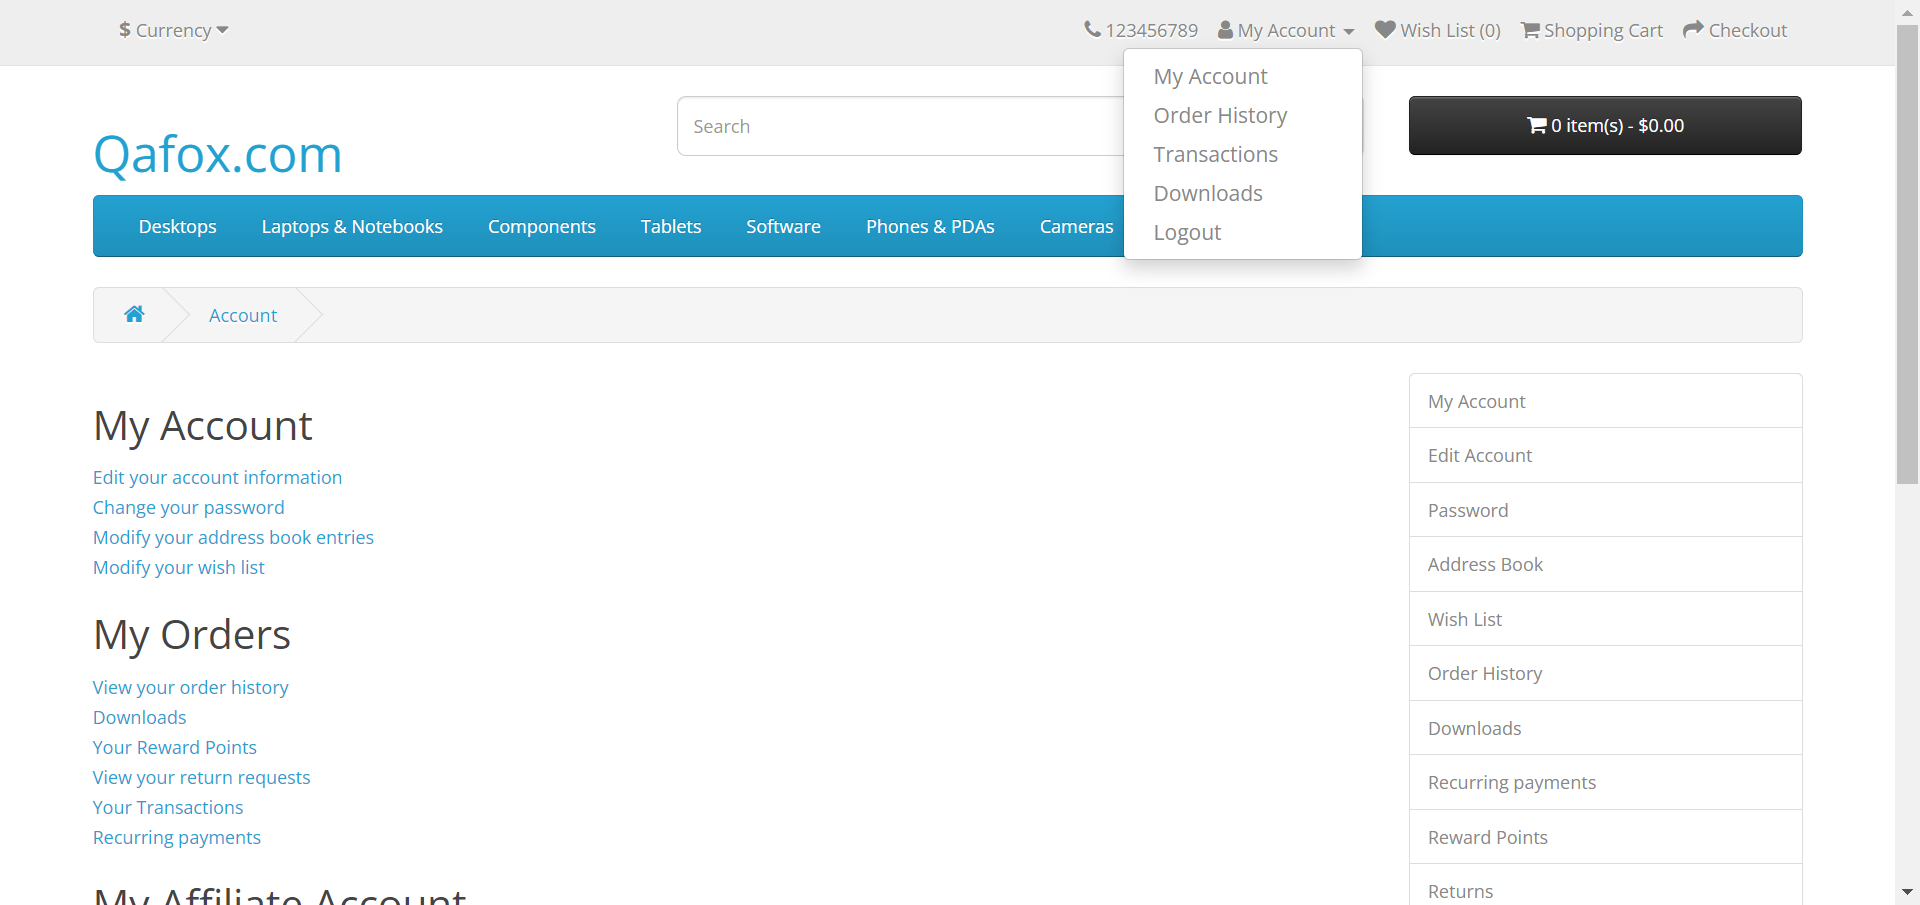 $ Currency
123456789 My Account Wish List (0) Shopping Cart Checkout
My Account
Order History
Transactions
Downloads
Logout
Qafox.com
Search
0 item(s) - $0.00
Desktops Laptops & Notebooks Components Tablets Software Phones & PDAs Cameras
Account
My Account
Edit your account information
Change your password
Modify your address book entries
Modify your wish list
My Orders
View your order history
Downloads
Your Reward Points
View your return requests
Your Transactions
Recurring payments
My Affiliate Account
My Account
Edit Account
Password
Address Book
Wish List
Order History
Downloads
Recurring payments
Reward Points
Returns